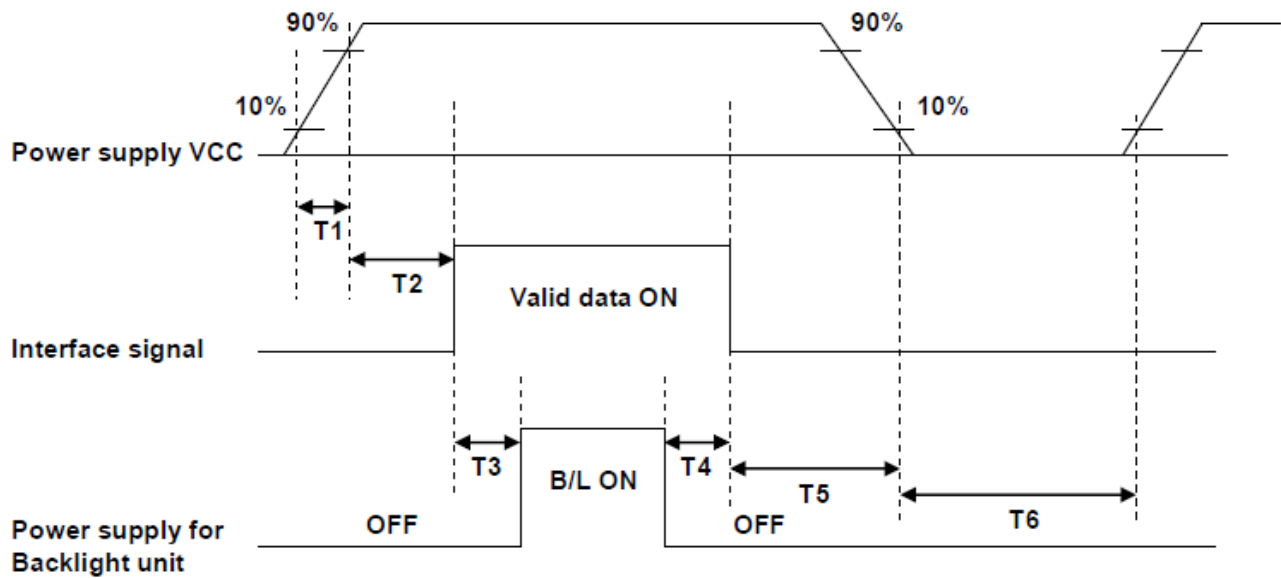 90%
90%
10%
10%
Power supply VCC
T1
T2
Valid data ON
Interface signal
T3
T4
B/L ON
T5
T6
OFF
OFF
Power supply for
Backlight unit